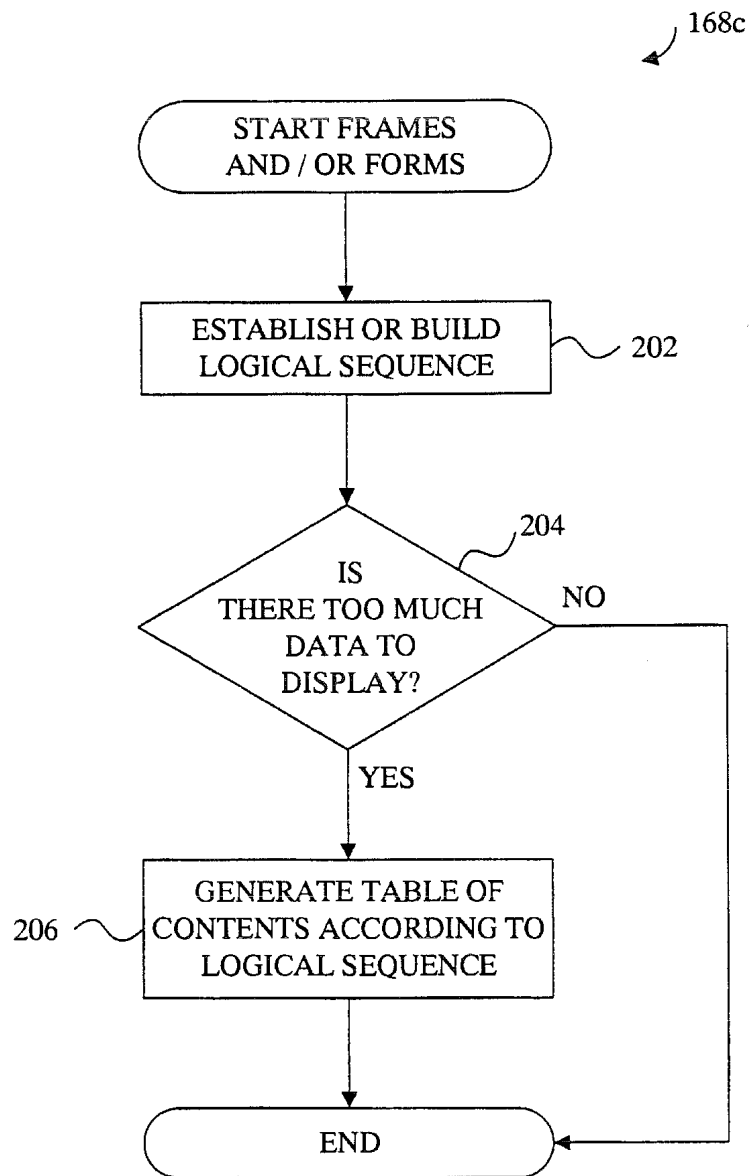 168c
START FRAMES
AND / OR FORMS
ESTABLISH OR BUILD
LOGICAL SEQUENCE
202
204
IS
THERE TOO MUCH
DATA TO
DISPLAY?
NO
YES
GENERATE TABLE OF
CONTENTS ACCORDING TO
LOGICAL SEQUENCE
206
END